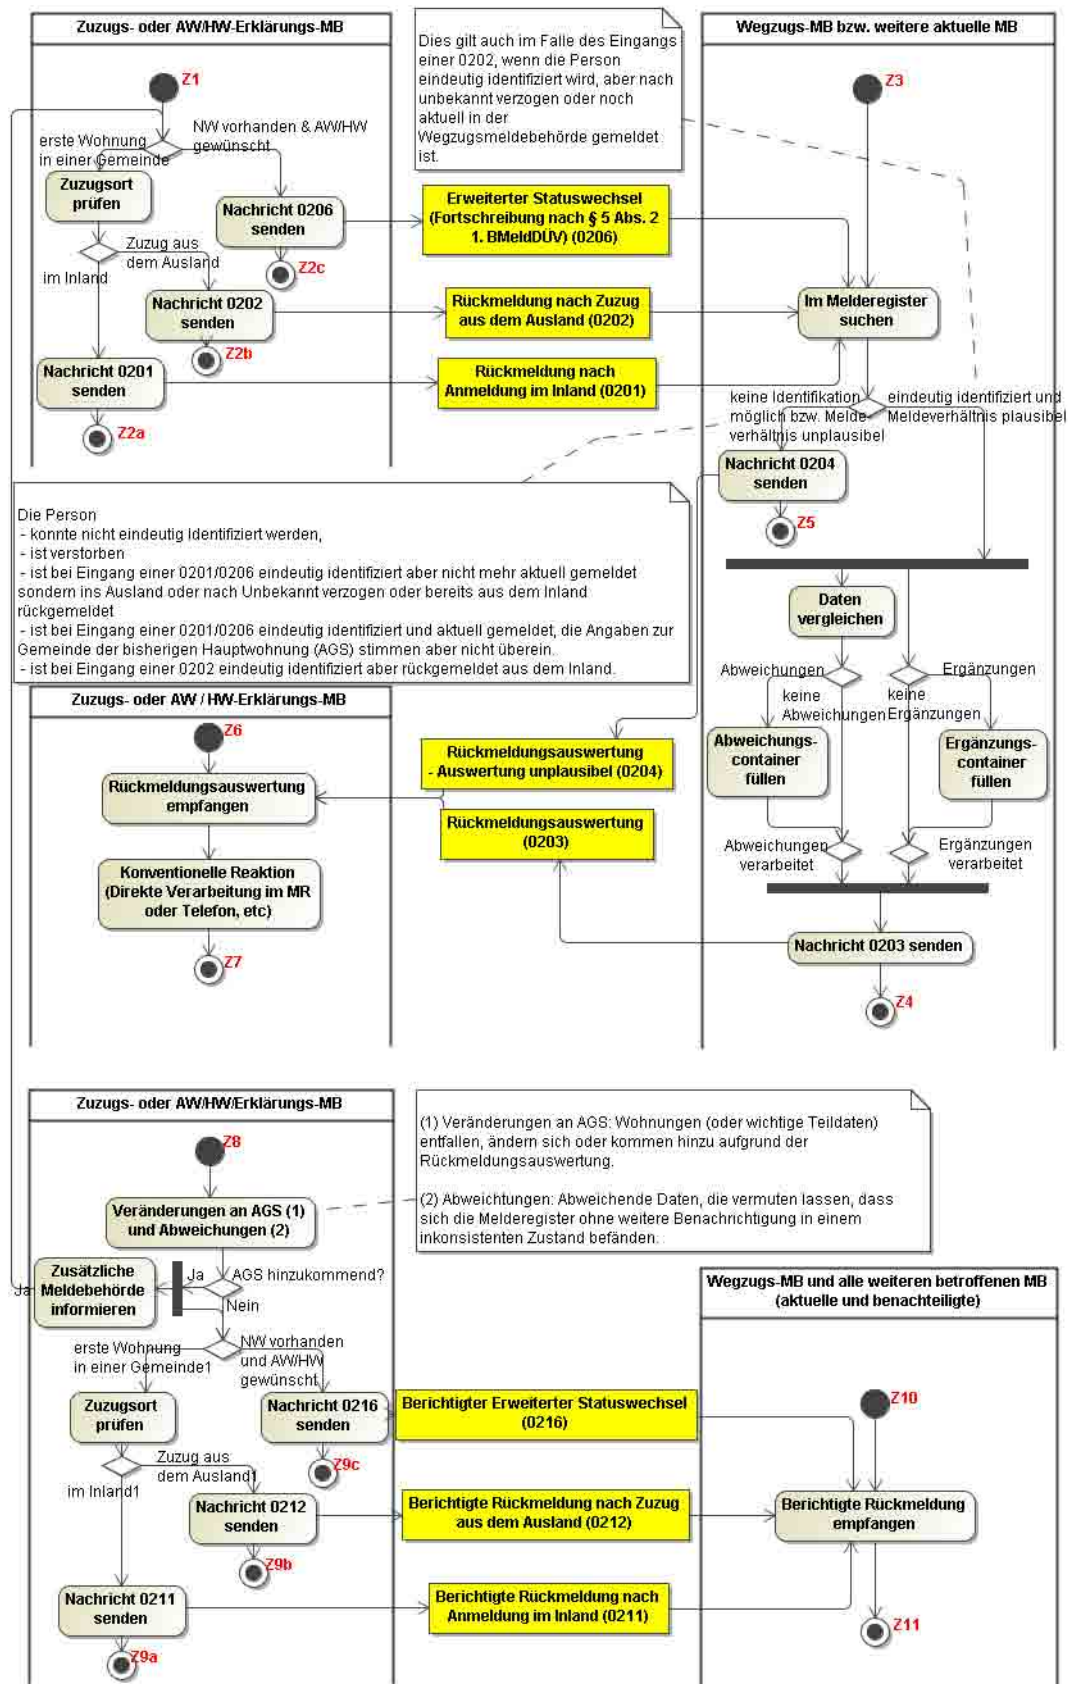 Zuzugs- oder AW/HW-Erklärungs-MB
Z1
erste Wohnung
in einer Gemeinde
NW vorhanden & AW/HW
gewünscht
Zuzugsort
prüfen
Nachricht 0206
senden
Z2c
Zuzug aus
dem Ausland
im Inland
Nachricht 0202
senden
Z2b
Nachricht 0201
senden
Z2a
Dies gilt auch im Falle des Eingangs
einer 0202, wenn die Person
eindeutig identifiziert wird, aber nach
unbekannt verzogen oder noch
aktuell in der
Wegzugsmeldebehörde gemeldet
ist.
Erweiterter Statuswechsel
(Fortschreibung nach § 5 Abs. 2
1. BMeldDÜV) (0206)
Rückmeldung nach Zuzug
aus dem Ausland (0202)
Rückmeldung nach
Anmeldung im Inland (0201)
Wegzugs-MB bzw. weitere aktuelle MB
Z3
Im Melderegister
suchen
keine Identifikation
möglich bzw. Melde-
verhältnis unplausibel
eindeutig identifiziert und
Meldeverhältnis plausibel
Nachricht 0204
senden
Z5
Daten
vergleichen
Abweichungen
keine
Abweichungen
keine
Ergänzungen
Ergänzungen
Abweichungs-
container
füllen
Ergänzungs-
container
füllen
Abweichungen
verarbeitet
Ergänzungen
verarbeitet
Nachricht 0203 senden
Z4
Die Person
- konnte nicht eindeutig Identifiziert werden,
- ist verstorben
- ist bei Eingang einer 0201/0206 eindeutig identifiziert aber nicht mehr aktuell gemeldet
sondern ins Ausland oder nach Unbekannt verzogen oder bereits aus dem Inland
rückgemeldet
- ist bei Eingang einer 0201/0206 eindeutig identifiziert und aktuell gemeldet, die Angaben zur
Gemeinde der bisherigen Hauptwohnung (AGS) stimmen aber nicht überein.
- ist bei Eingang einer 0202 eindeutig identifiziert aber rückgemeldet aus dem Inland.
Zuzugs- oder AW / HW-Erklärungs-MB
Z6
Rückmeldungsauswertung
empfangen
Konventionelle Reaktion
(Direkte Verarbeitung im MR
oder Telefon, etc)
Z7
Rückmeldungsauswertung
- Auswertung unplausibel (0204)
Rückmeldungsauswertung
(0203)
Zuzugs- oder AW/HW/Erklärungs-MB
Z8
Veränderungen an AGS (1)
und Abweichungen (2)
(1) Veränderungen an AGS: Wohnungen (oder wichtige Teildaten)
entfallen, ändern sich oder kommen hinzu aufgrund der
Rückmeldungsauswertung.
(2) Abweichtungen: Abweichende Daten, die vermuten lassen, dass
sich die Melderegister ohne weitere Benachrichtigung in einem
inkonsistenten Zustand befänden.
Zusätzliche
Meldebehörde
informieren
Ja
Ja
AGS hinzukommend?
Nein
erste Wohnung
in einer Gemeinde1
NW vorhanden
und AW/HW
gewünscht
Zuzugsort
prüfen
Nachricht 0216
senden
Z9c
Zuzug aus
dem Ausland1
im Inland1
Nachricht 0212
senden
Z9b
Nachricht 0211
senden
Z9a
Berichtigter Erweiterter Statuswechsel
(0216)
Berichtigte Rückmeldung nach Zuzug
aus dem Ausland (0212)
Berichtigte Rückmeldung nach
Anmeldung im Inland (0211)
Wegzugs-MB und alle weiteren betroffenen MB
(aktuelle und benachteiligte)
Z10
Berichtigte Rückmeldung
empfangen
Z11